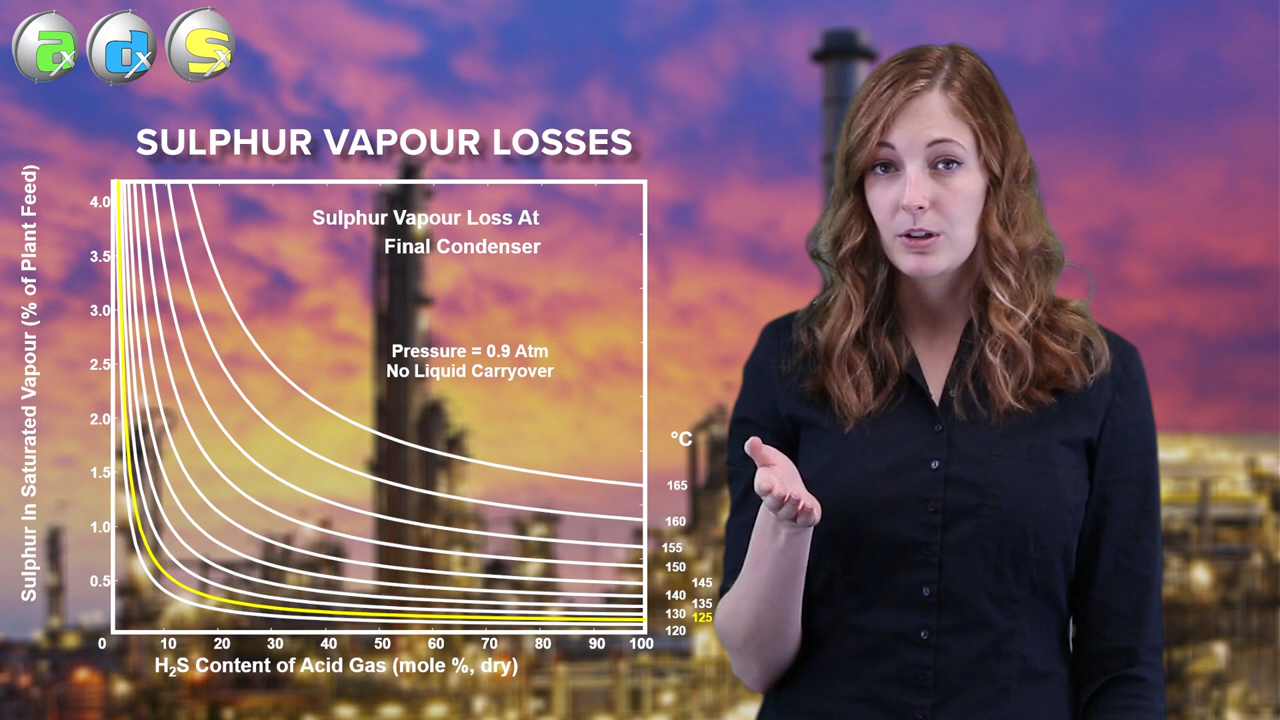 ax dx sx
SULPHUR VAPOUR LOSSES
Sulphur In Saturated Vapour (% of Plant Feed)
4.0
3.5
3.0
2.5
2.0
1.5
1.0
0.5
Sulphur Vapour Loss At
Final Condenser
Pressure = 0.9 Atm
No Liquid Carryover
°C
165
160
155
150
145
140
135
130
125
120
0 10 20 30 40 50 60 70 80 90 100
H₂S Content of Acid Gas (mole %, dry)